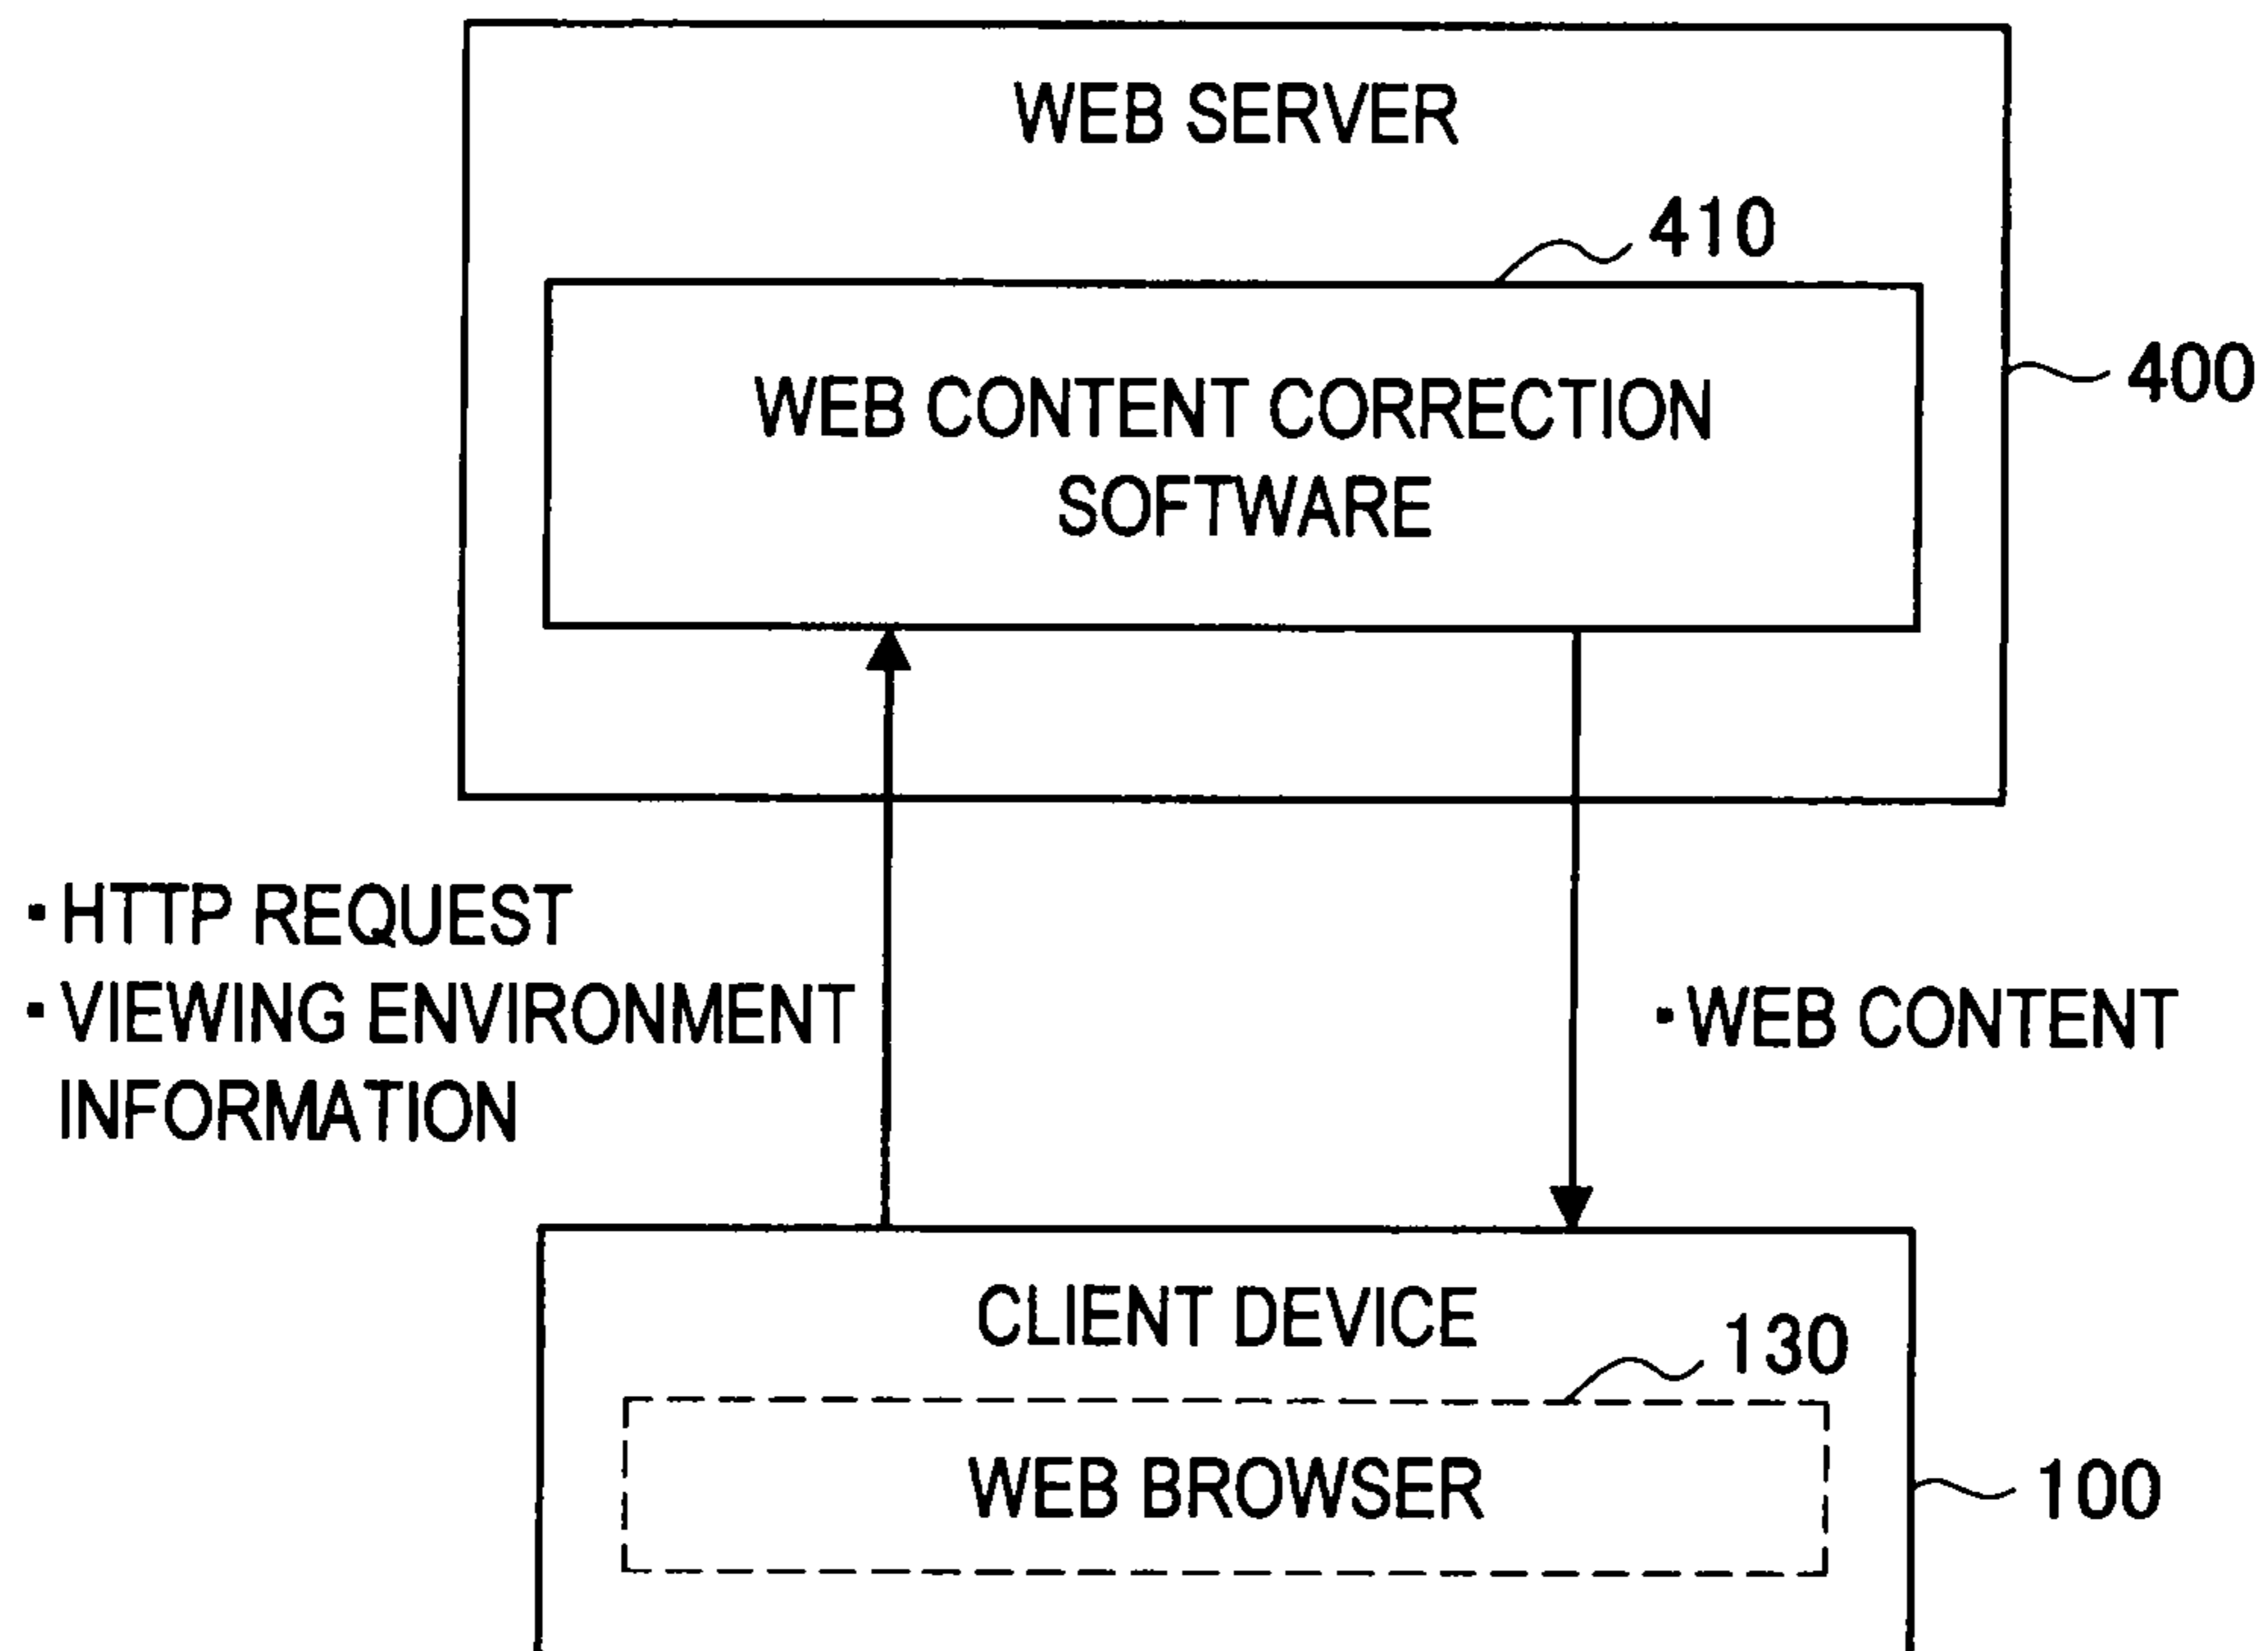 WEB SERVER
410
WEB CONTENT CORRECTION
SOFTWARE
400
▪ HTTP REQUEST
▪ VIEWING ENVIRONMENT
INFORMATION
▪ WEB CONTENT
CLIENT DEVICE
130
WEB BROWSER
100